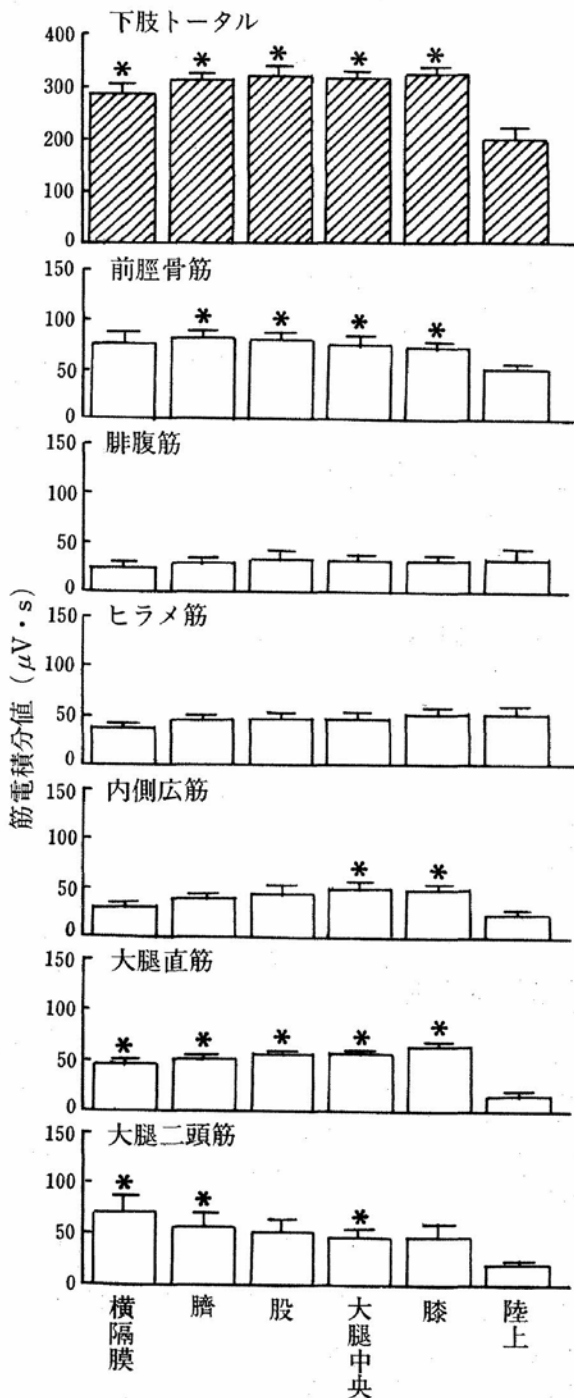 下肢トータル
400
300
200
100
0
* * * * *
前脛骨筋
150
100
50
0
* * * *
腓腹筋
150
100
50
0
ヒラメ筋
150
100
50
0
内側広筋
150
100
50
0
* *
大腿直筋
150
100
50
0
* * * * *
大腿二頭筋
150
100
50
0
* * *
筋電積分値 (μV・s)
横隔膜
臍
股
大腿中央
膝
陸上